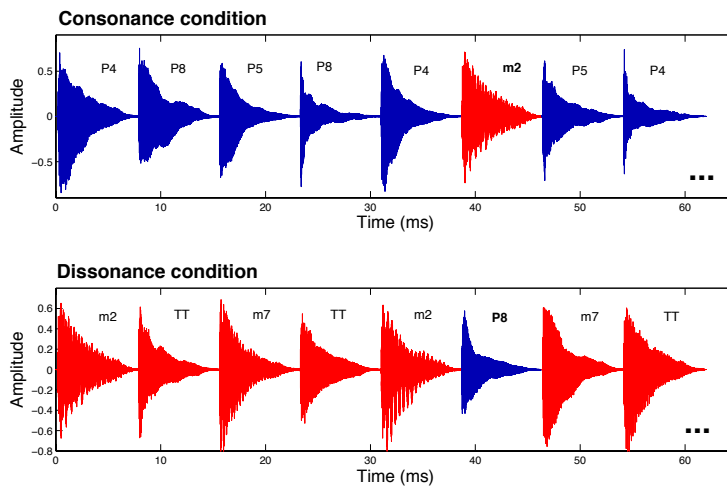 Consonance condition
P4 P8 P5 P8 P4 m2 P5 P4
0.5
0
−0.5
Amplitude
...
0 10 20 30 40 50 60
Time (ms)
Dissonance condition
m2 TT m7 TT m2 P8 m7 TT
0.6
0.4
0.2
0
−0.2
−0.4
−0.6
−0.8
Amplitude
...
0 10 20 30 40 50 60
Time (ms)